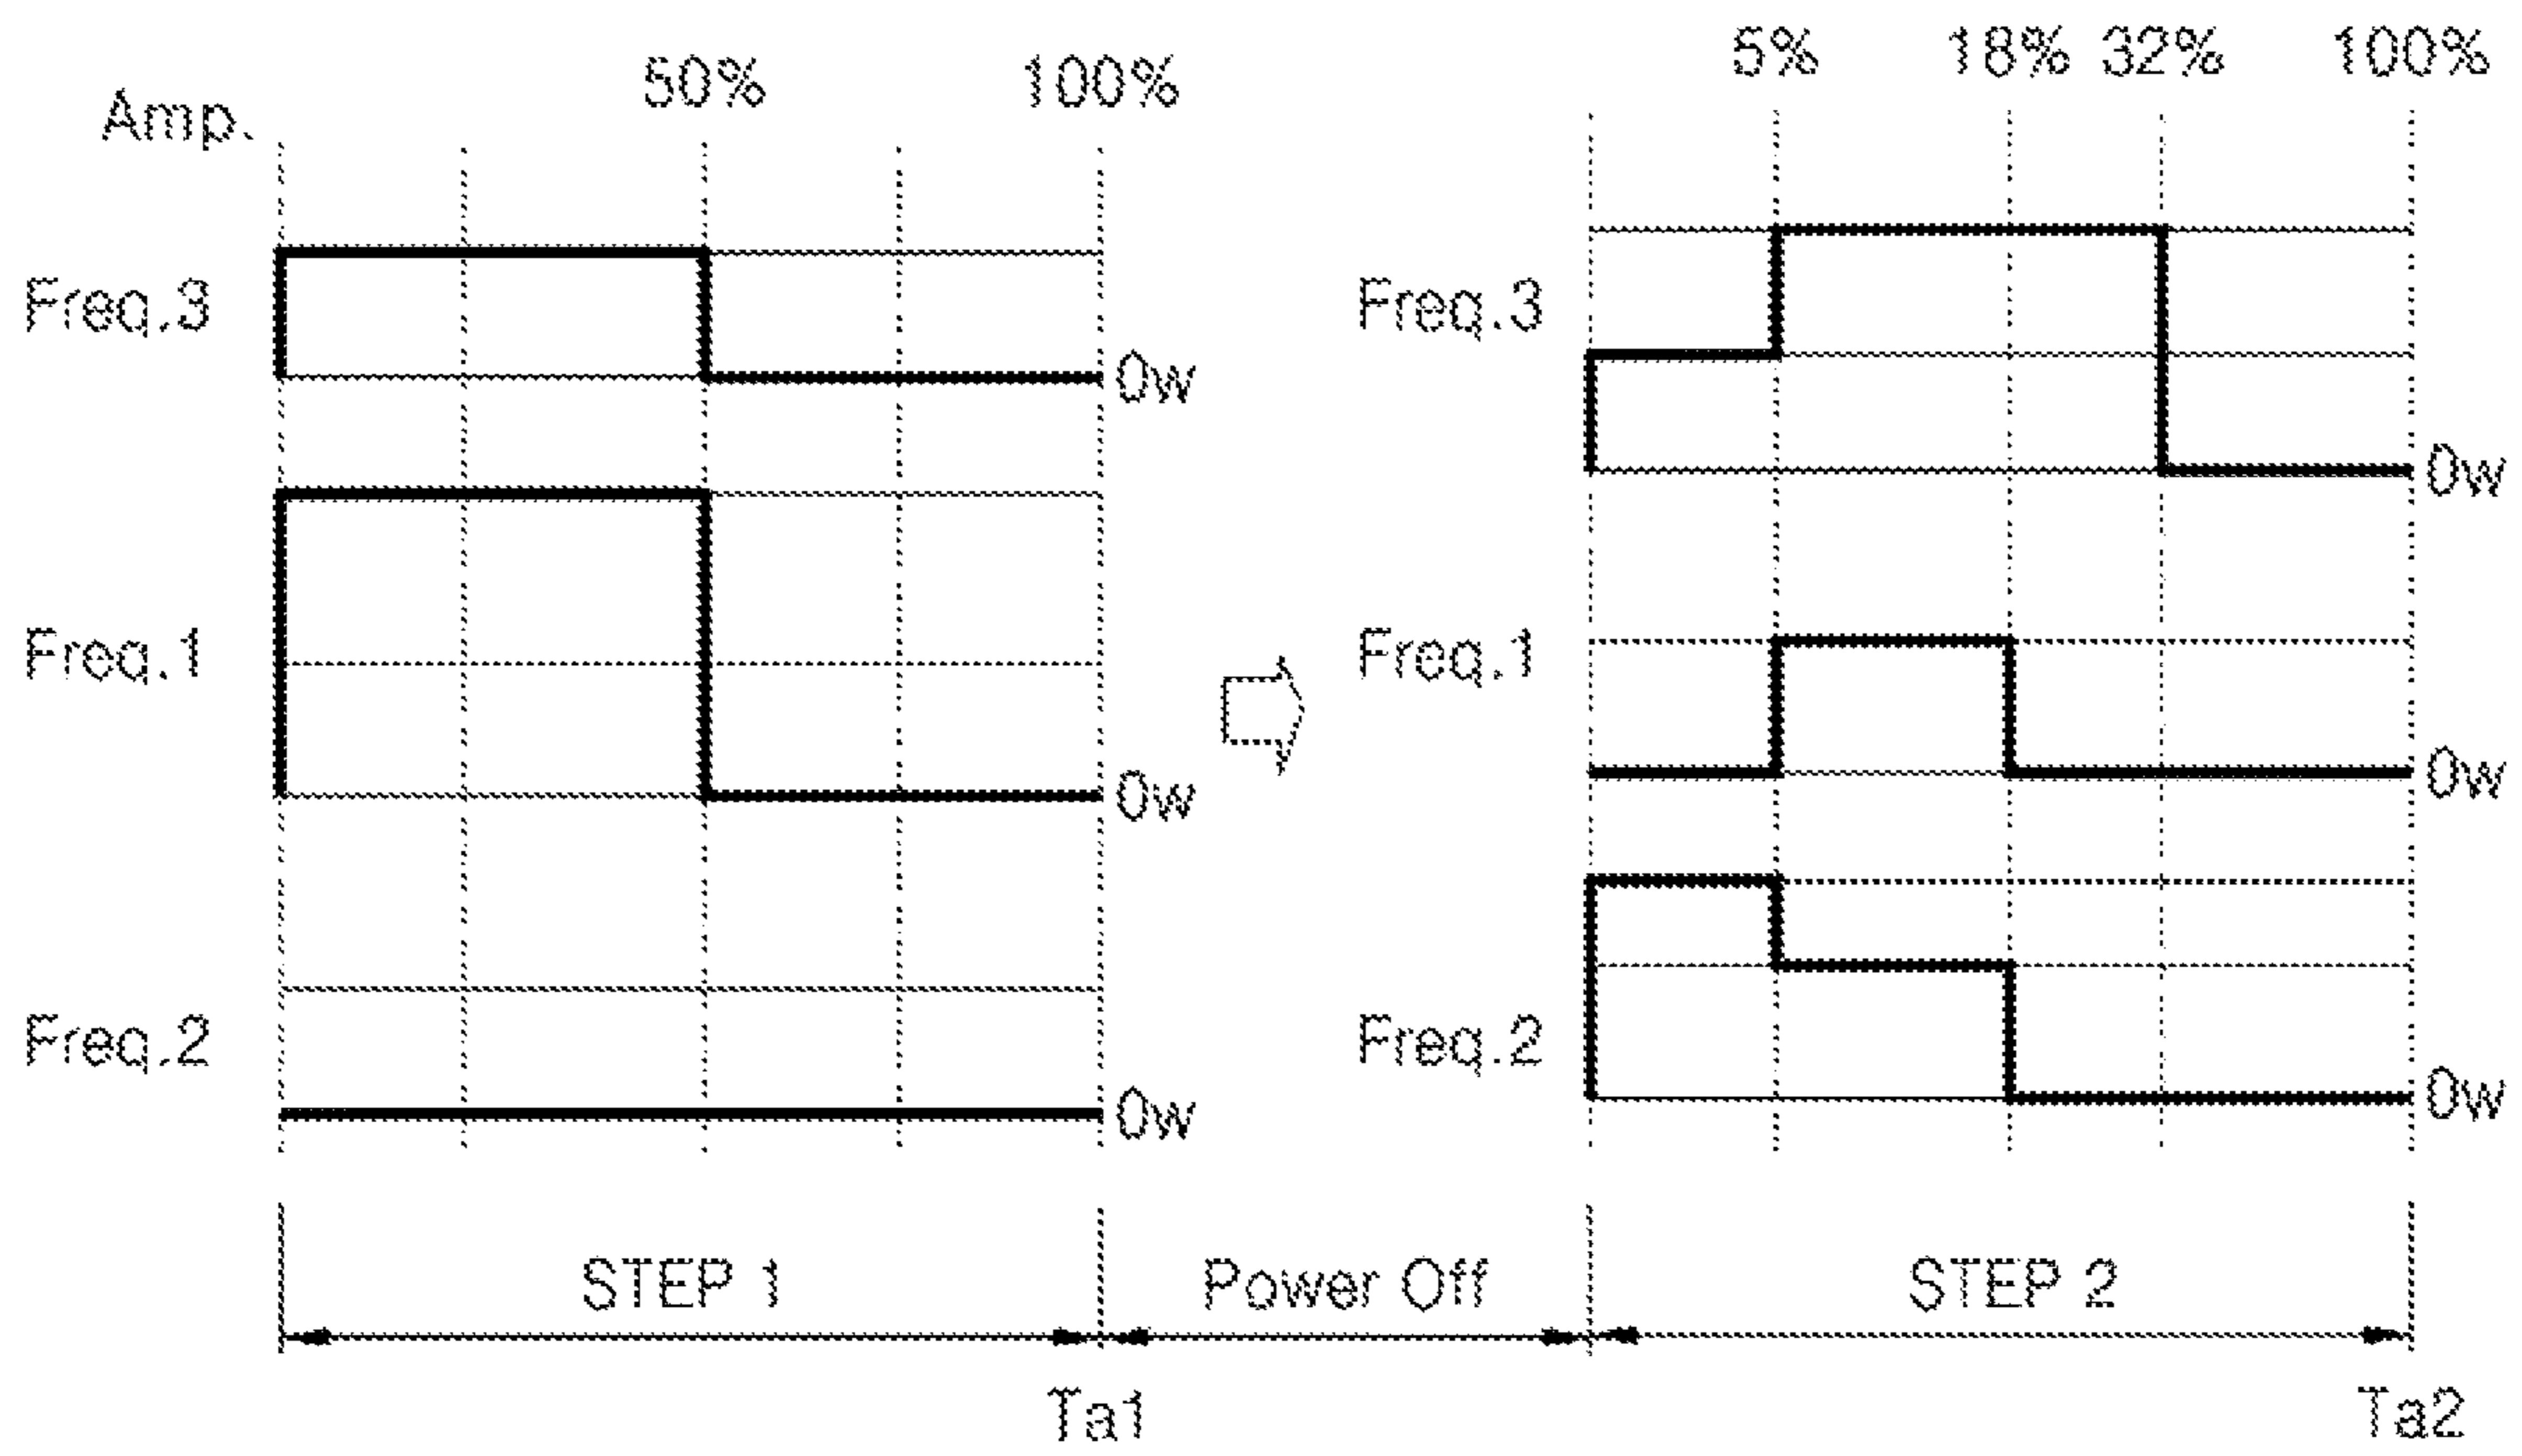 Amp.
50%
100%
Freq.3
0w
Freq.1
0w
Freq.2
0w
5%
18%
32%
100%
Freq.3
0w
Freq.1
0w
Freq.2
0w
STEP 1
Power Off
STEP 2
Ta1
Ta2